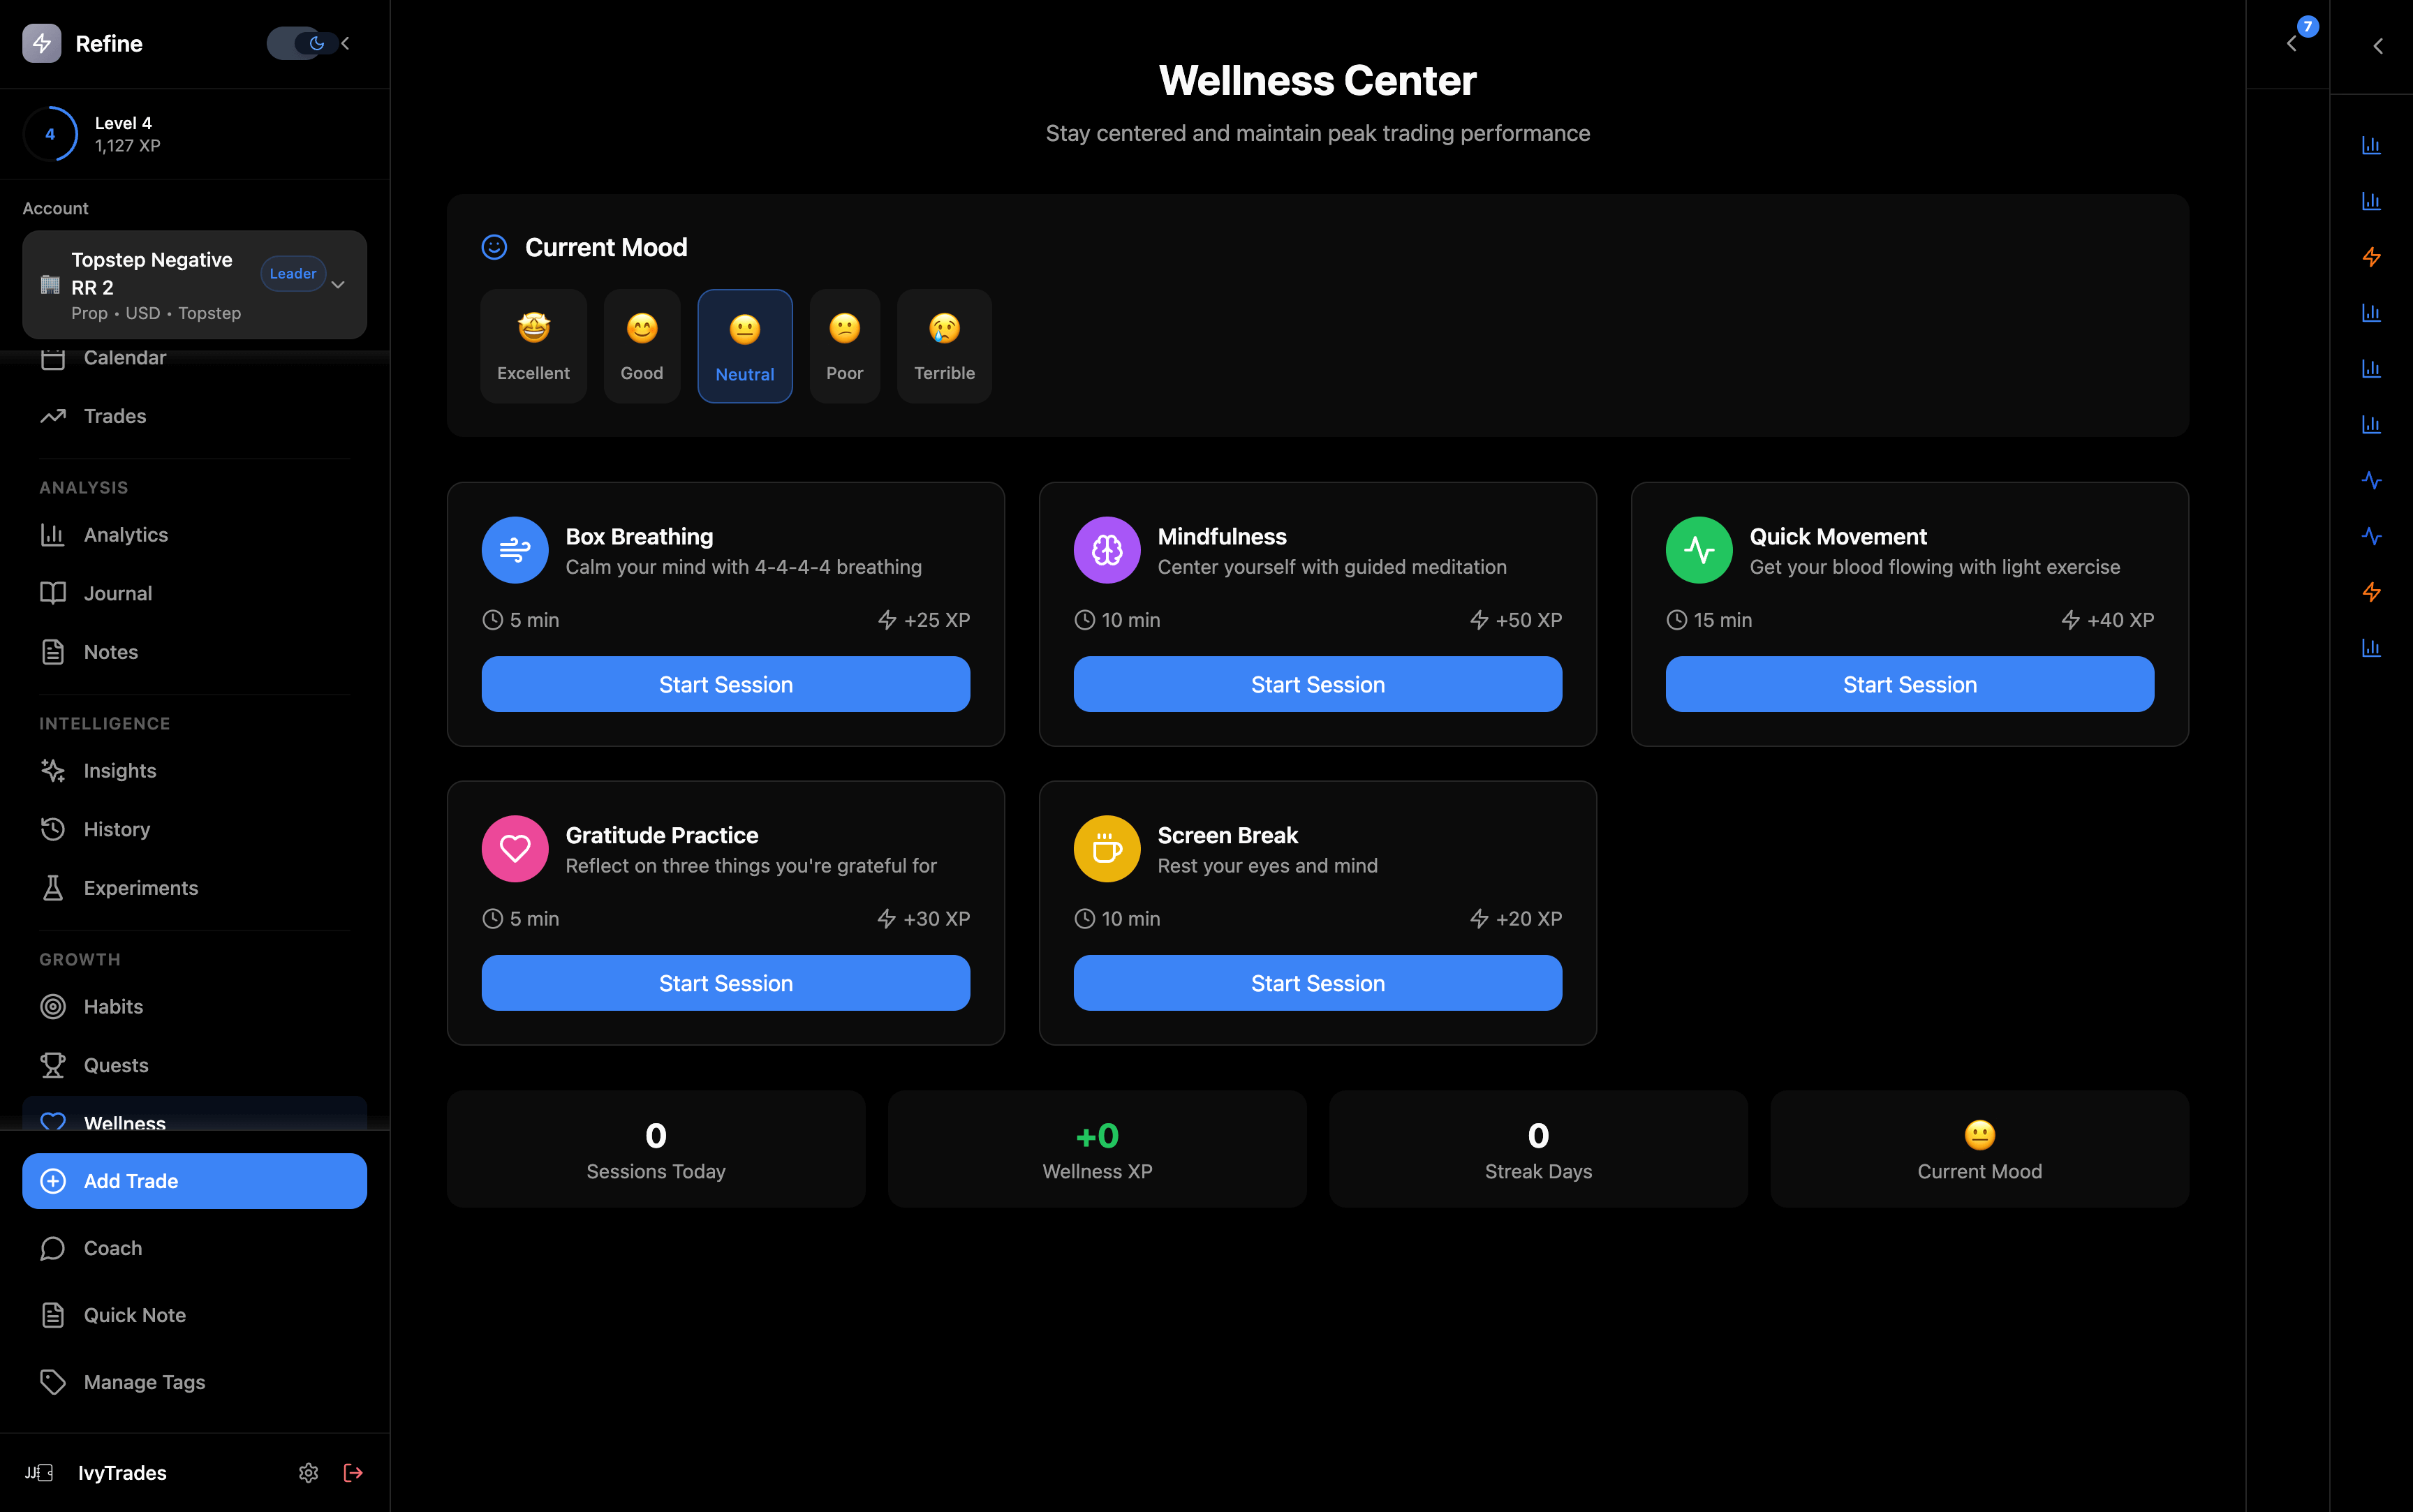 Refine
4
Level 4
1,127 XP
Account
Topstep Negative
RR 2
Leader
Prop • USD • Topstep
Calendar
Trades
ANALYSIS
Analytics
Journal
Notes
INTELLIGENCE
Insights
History
Experiments
GROWTH
Habits
Quests
Wellness
Add Trade
Coach
Quick Note
Manage Tags
IvyTrades
Wellness Center
Stay centered and maintain peak trading performance
Current Mood
Excellent
Good
Neutral
Poor
Terrible
Box Breathing
Calm your mind with 4-4-4-4 breathing
5 min
+25 XP
Start Session
Mindfulness
Center yourself with guided meditation
10 min
+50 XP
Start Session
Quick Movement
Get your blood flowing with light exercise
15 min
+40 XP
Start Session
Gratitude Practice
Reflect on three things you're grateful for
5 min
+30 XP
Start Session
Screen Break
Rest your eyes and mind
10 min
+20 XP
Start Session
0
Sessions Today
+0
Wellness XP
0
Streak Days
Current Mood
7